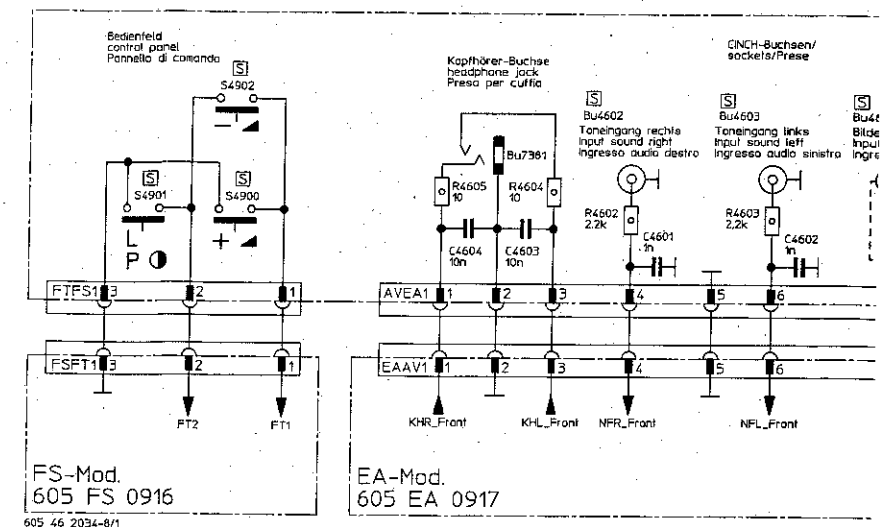 Bedienfeld
control panel
Pannello di comando
S
S4902
−
S
S4901
S
S4900
L
P
+
Kopfhörer-Buchse
headphone jack
Presa per cuffia
Bu7381
R4605
10
R4604
10
C4604
10n
C4603
10n
CINCH-Buchsen/
sockets/Prese
S
Bu4602
Toneingang rechts
Input sound right
Ingresso audio destro
S
Bu4603
Toneingang links
Input sound left
Ingresso audio sinistra
S
R4602
2.2k
C4601
1n
R4603
2,2k
C4602
1n
FTFS1 3 2 1
AVEA1 1 2 3 4 5 6
FSFT1 3 2 1
EAAV1 1 2 3 4 5 6
FT2
FT1
KHR_Front
KHL_Front
NFR_Front
NFL_Front
FS-Mod.
605 FS 0916
EA-Mod.
605 EA 0917
605 46 2034-8/1